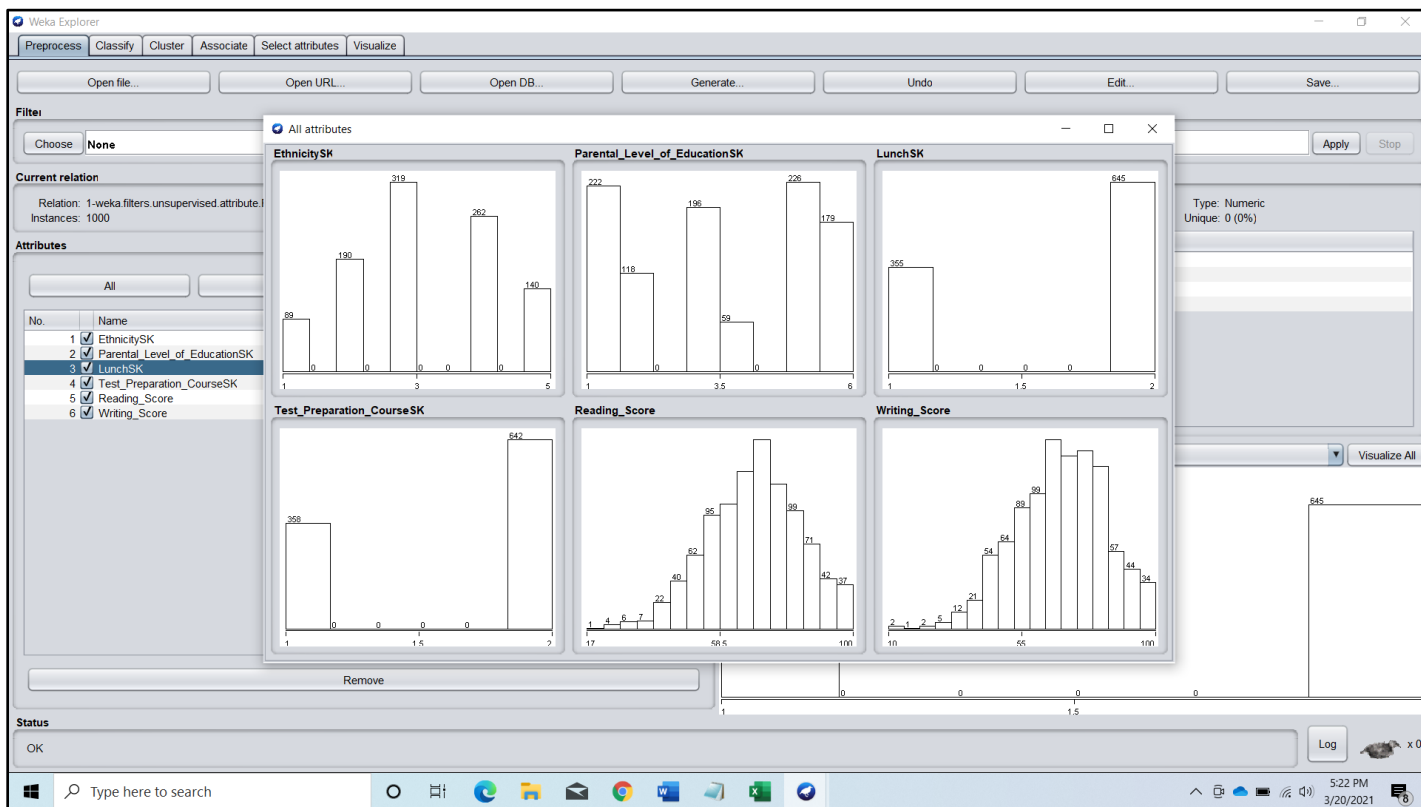 Weka Explorer
Preprocess Classify Cluster Associate Select attributes Visualize
Open file... Open URL... Open DB... Generate... Undo Edit... Save...
Filter
Choose None Apply Stop
Current relation
Relation: 1-weka.filters.unsupervised.attribute.
Instances: 1000
Type: Numeric
Unique: 0 (0%)
Attributes
All
No. Name
1 EthnicitySK
2 Parental_Level_of_EducationSK
3 LunchSK
4 Test_Preparation_CourseSK
5 Reading_Score
6 Writing_Score
Remove
All attributes
EthnicitySK
89 0 190 0 319 0 0 262 0 140
1 3 5
Parental_Level_of_EducationSK
222 118 0 196 59 0 226 179
1 3.5 6
LunchSK
355 0 0 0 0 645
1 1.5 2
Test_Preparation_CourseSK
358 0 0 0 0 642
1 1.5 2
Reading_Score
1 4 6 7 22 40 62 95 99 71 42 37
17 58.5 100
Writing_Score
2 1 2 5 12 21 54 64 89 99 57 44 34
10 55 100
Visualize All
645
0 0 0 0
1 1.5
Status
OK
Log x 0
Type here to search
5:22 PM
3/20/2021
8